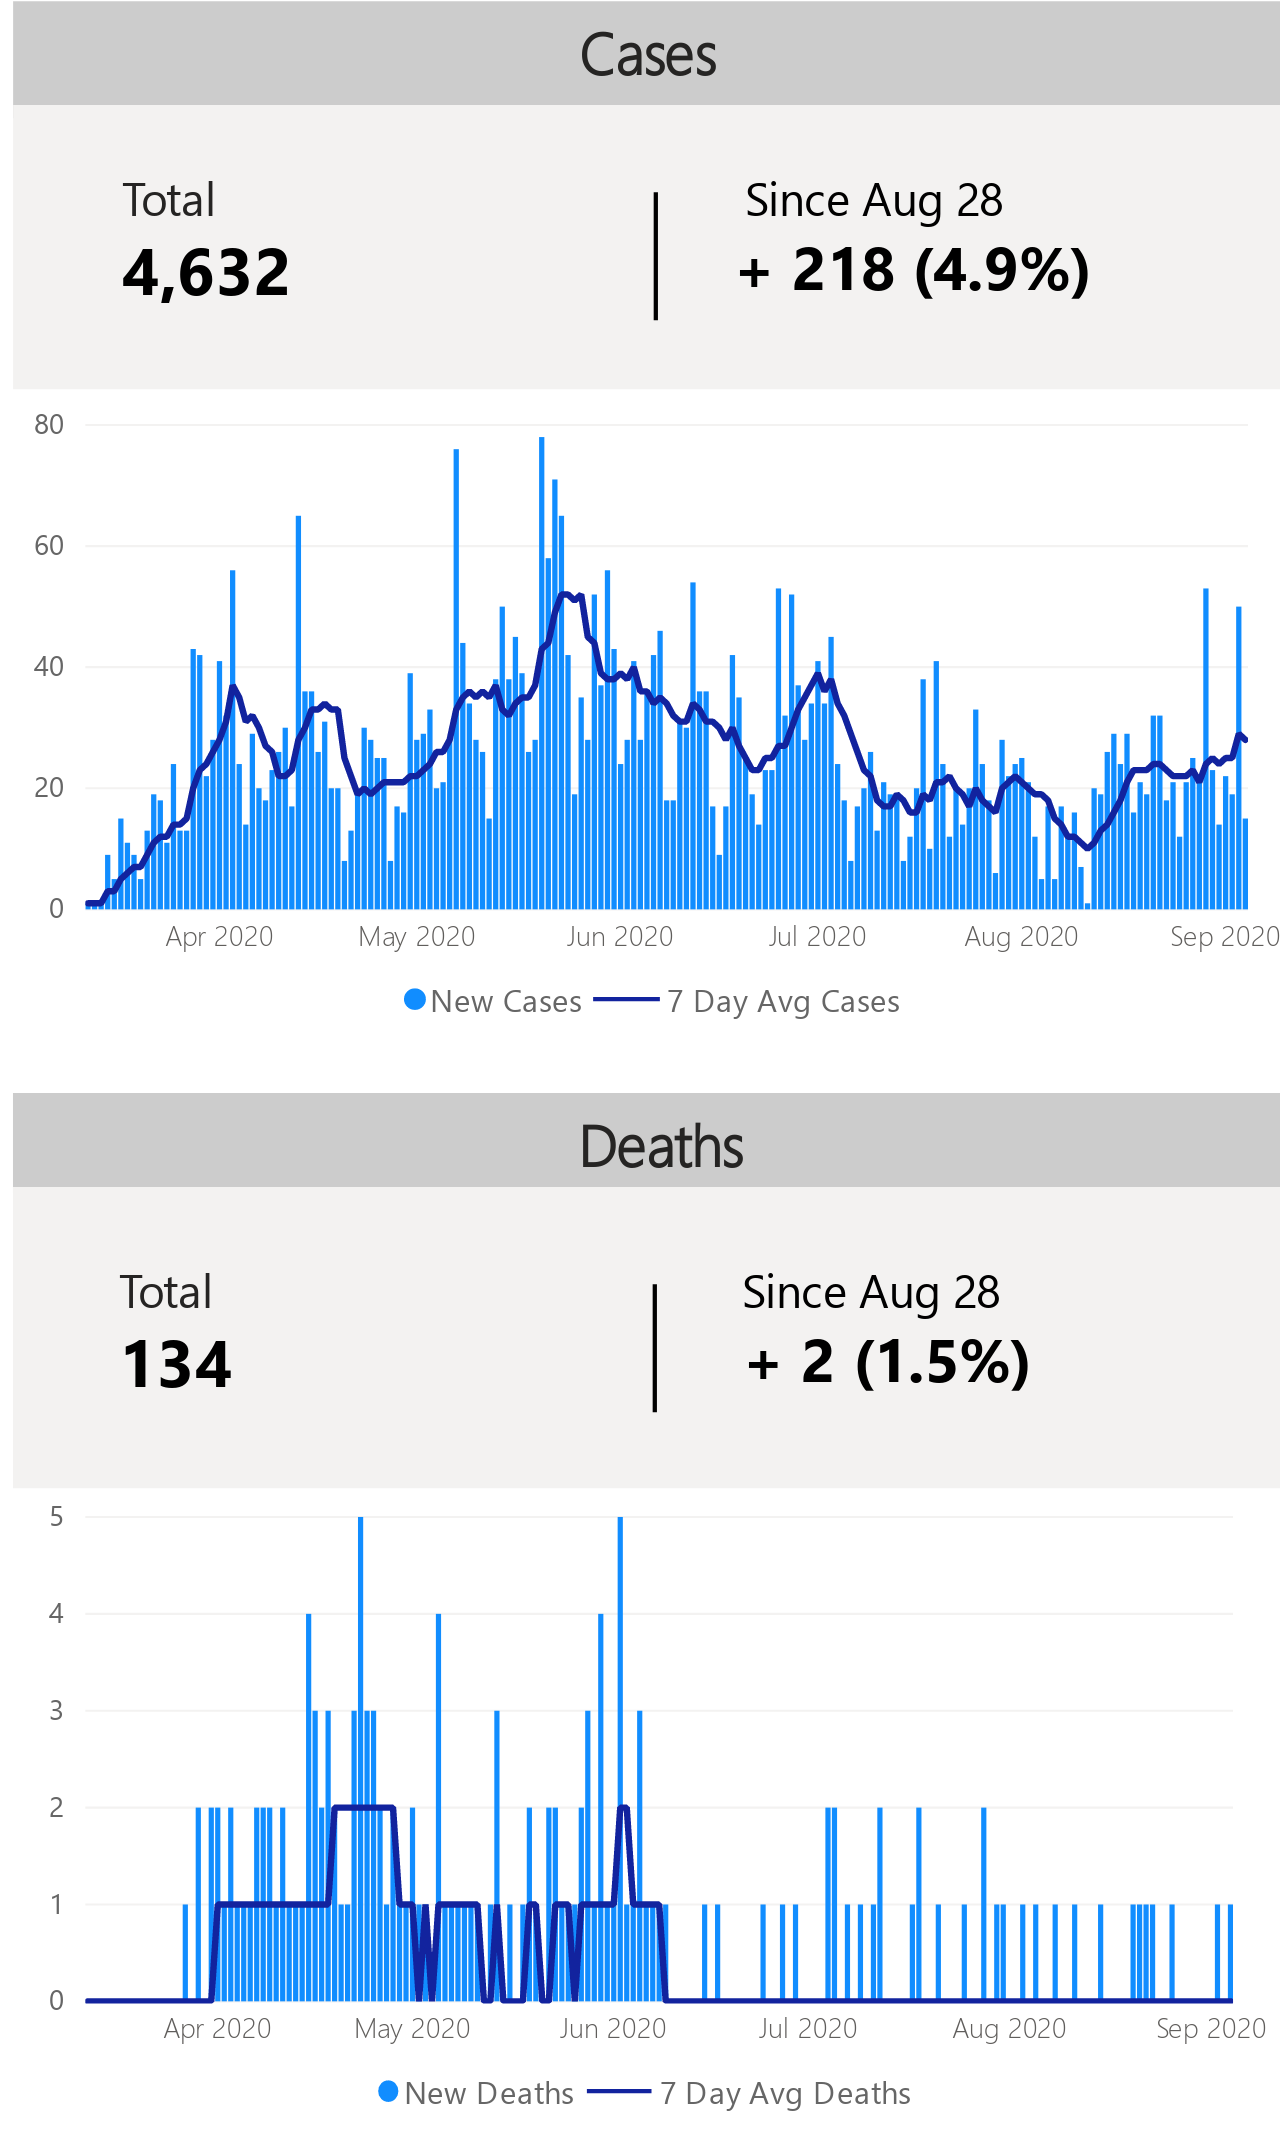 Cases
Total
Since Aug 28
4,632
+ 218 (4.9%)
80
60
40
20
0
Apr 2020
May 2020
Jun 2020
Jul 2020
Aug 2020
Sep 2020
New Cases
7 Day Avg Cases
Deaths
Total
Since Aug 28
134
+ 2 (1.5%)
5
4
3
2
1
0
Apr 2020
May 2020
Jun 2020
Jul 2020
Aug 2020
Sep 2020
New Deaths
7 Day Avg Deaths